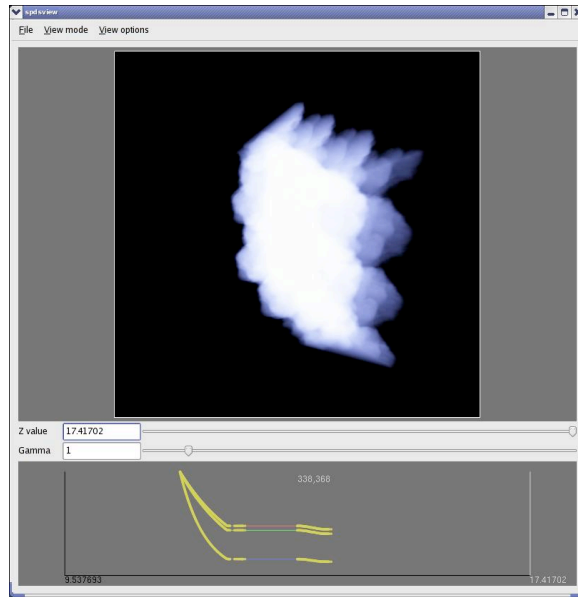 spdsview
File View mode View options
Z value 17.41702
Gamma 1
338,368
9.537693 17.41702